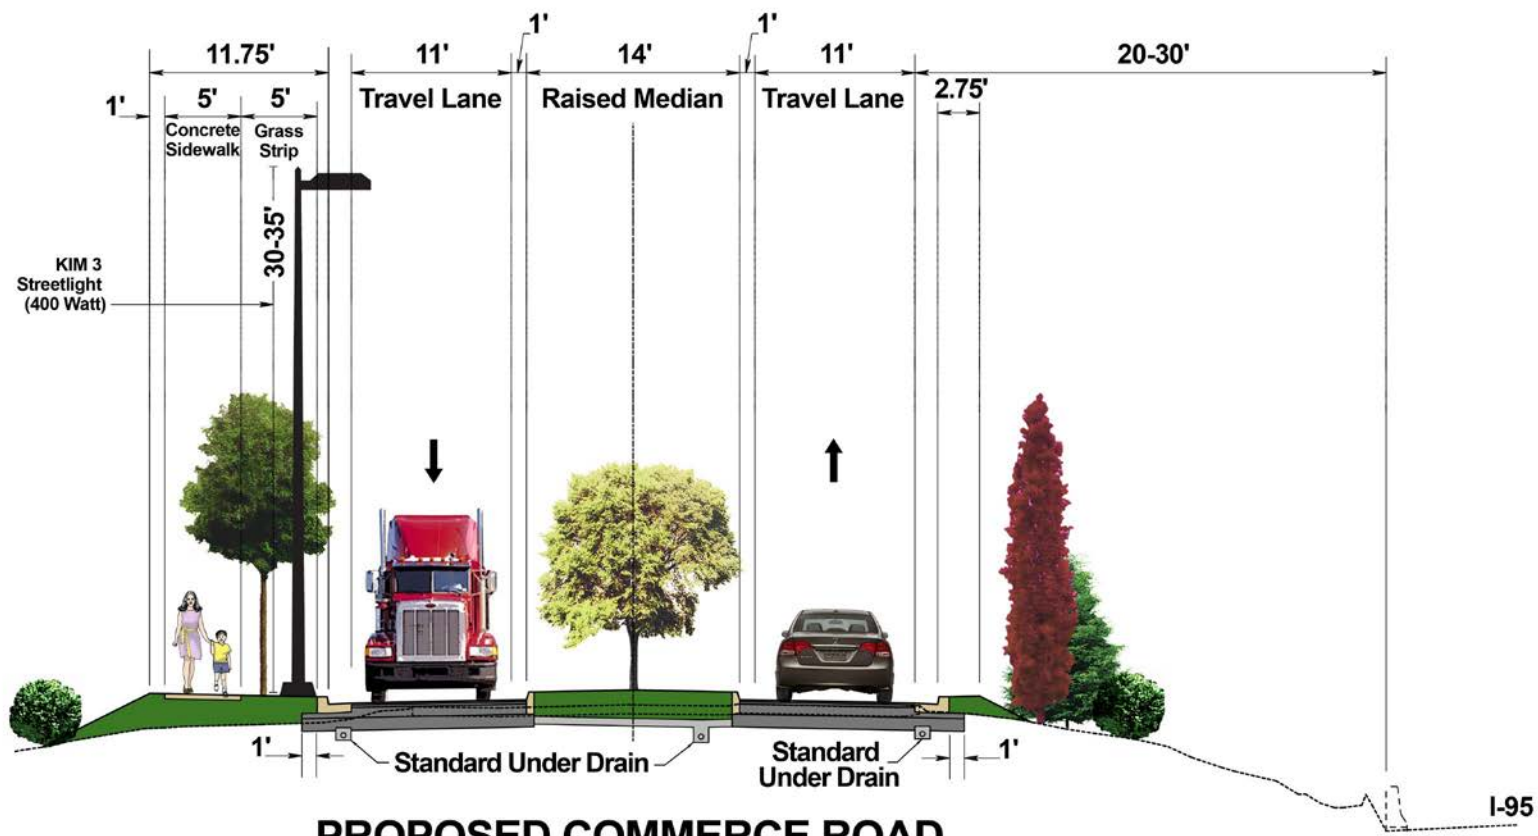 1'
1'
11.75'
11'
14'
11'
20-30'
2.75'
1'
5'
5'
Travel Lane
Raised Median
Travel Lane
Concrete
Sidewalk
Grass
Strip
30-35'
KIM 3
Streetlight
(400 Watt)
1'
Standard Under Drain
Standard
Under Drain
1'
I-95
PROPOSED COMMERCE ROAD